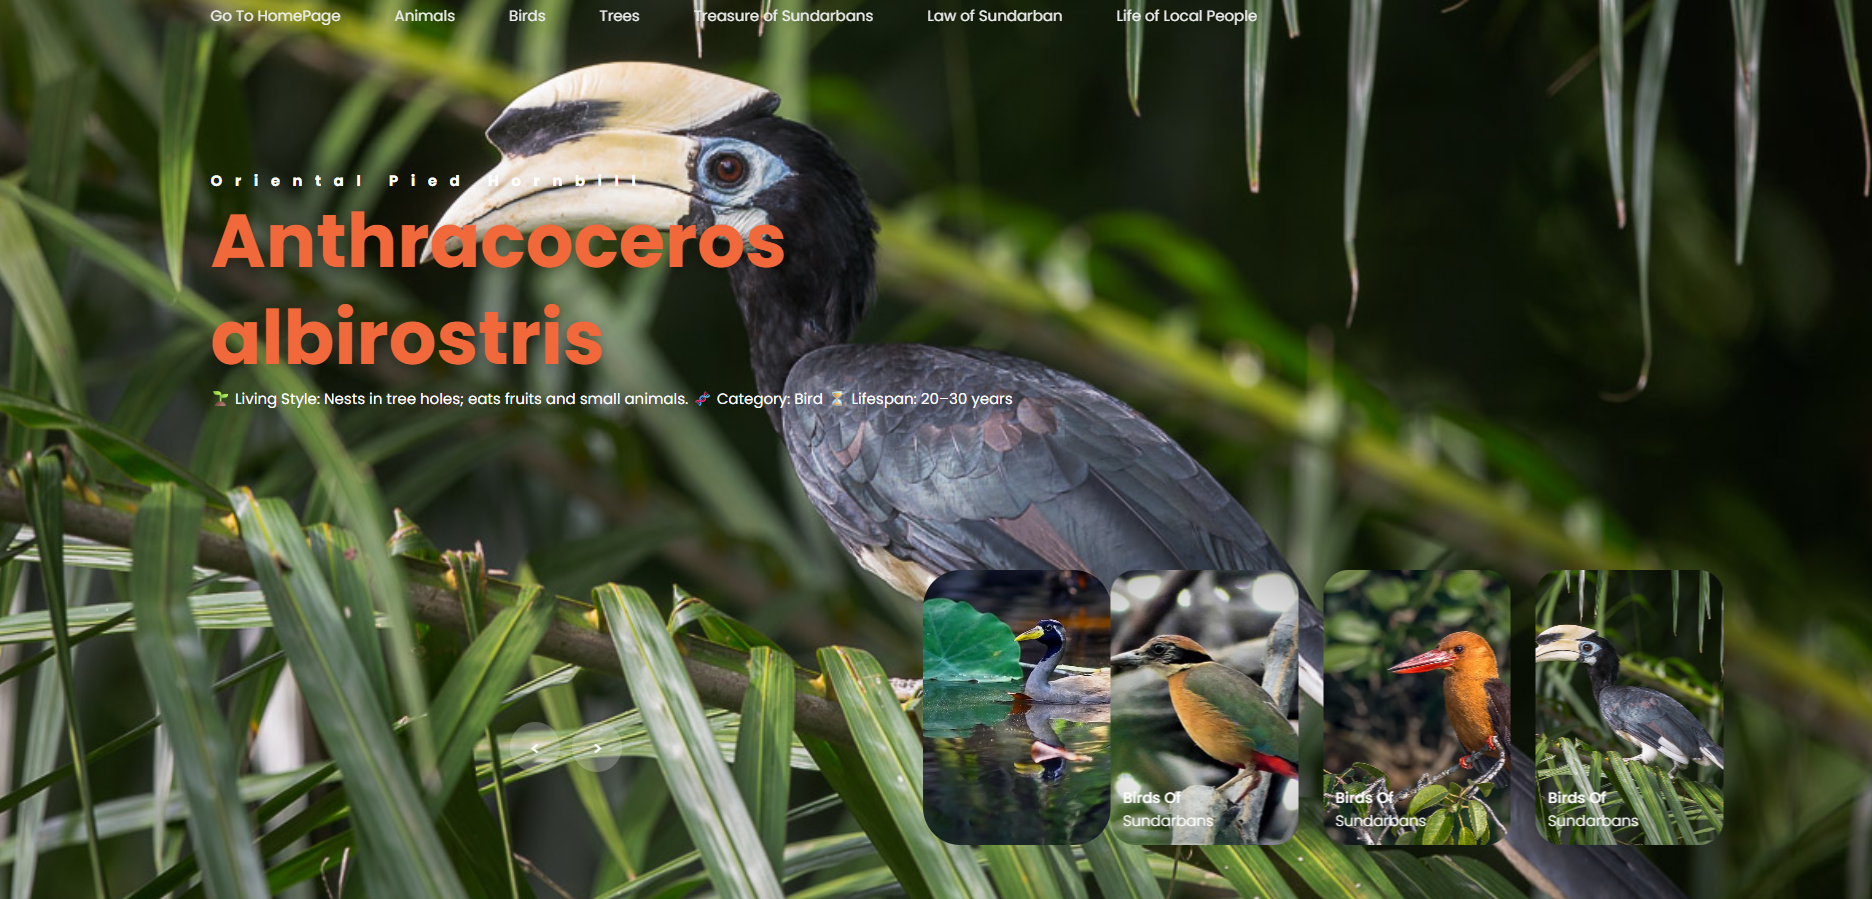 Go To HomePage Animals Birds Trees Treasure of Sundarbans Law of Sundarban Life of Local People
Oriental Pied Hornbill
Anthracoceros
albirostris
🌱 Living Style: Nests in tree holes; eats fruits and small animals. 🧬 Category: Bird ⏳ Lifespan: 20–30 years
< >
Birds Of
Sundarbans
Birds Of
Sundarbans
Birds Of
Sundarbans